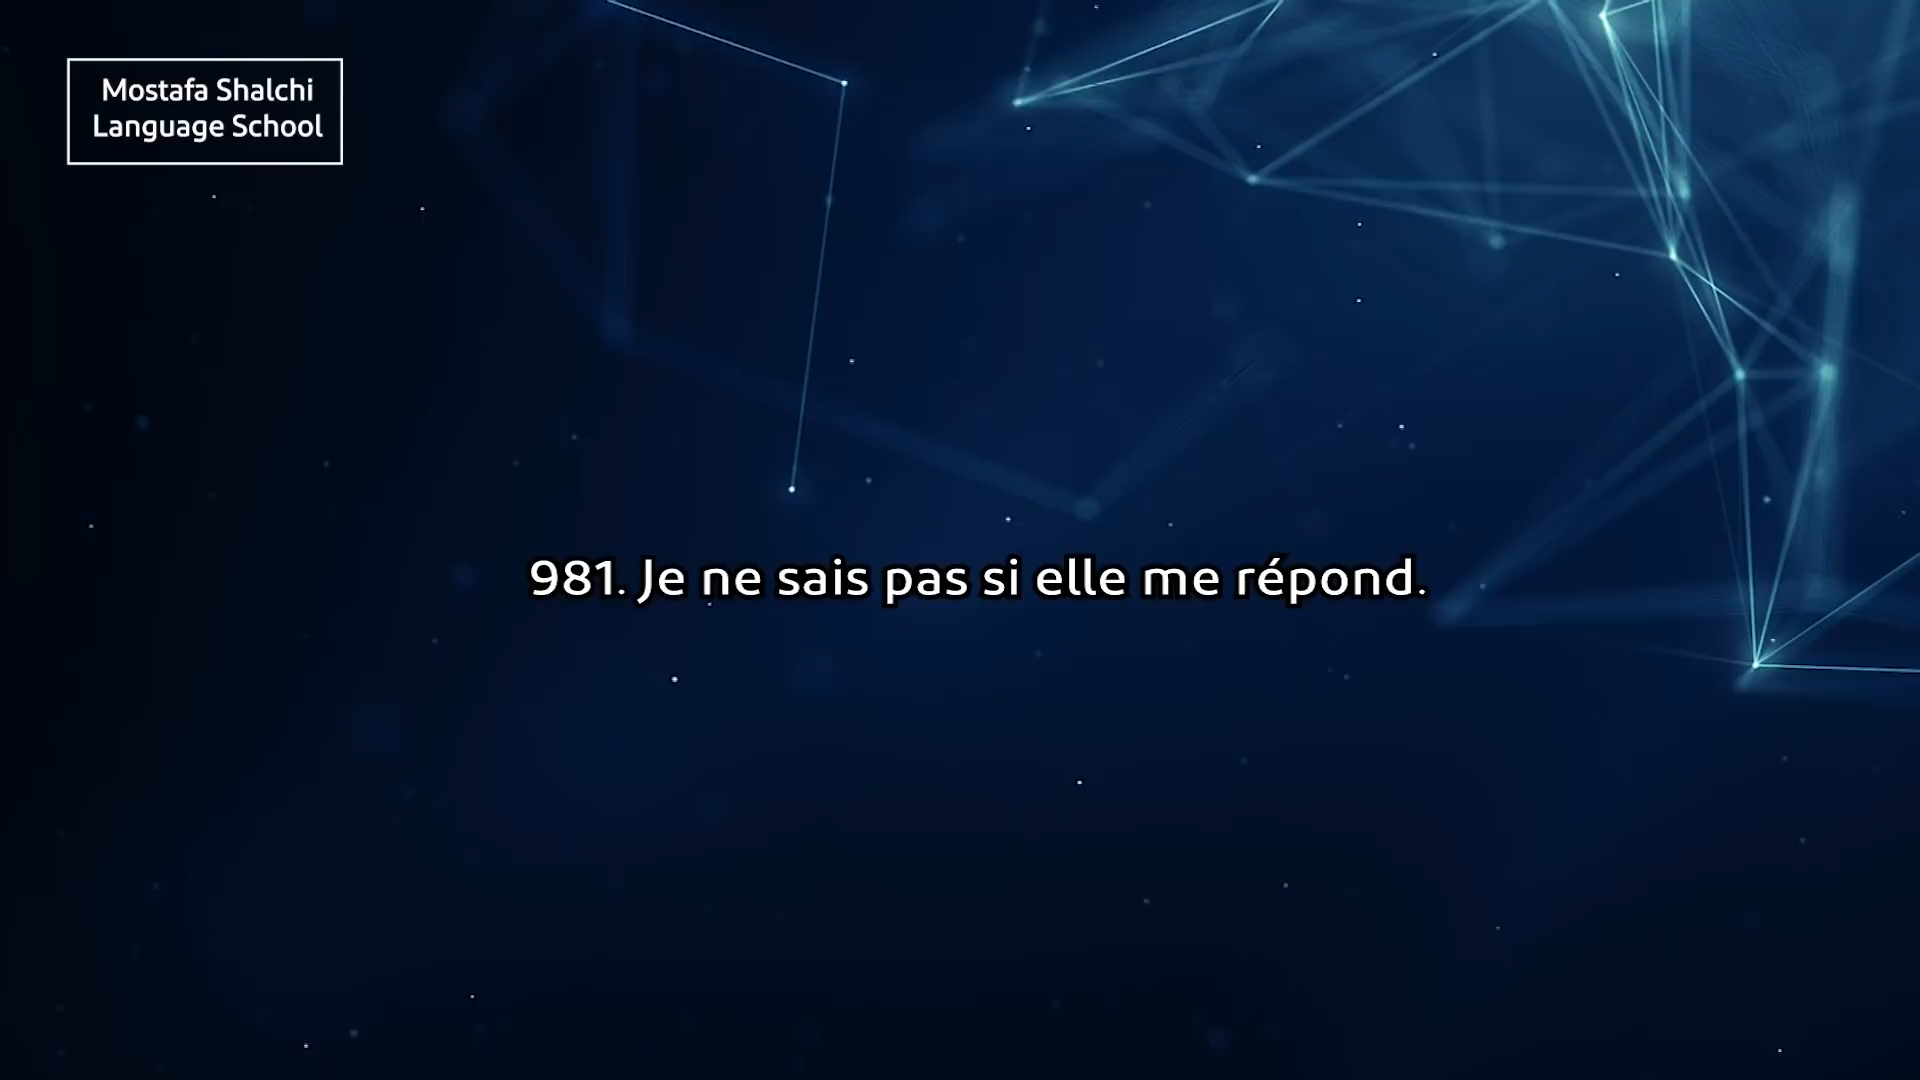 Mostafa Shalchi
Language School
981. Je ne sais pas si elle me répond.